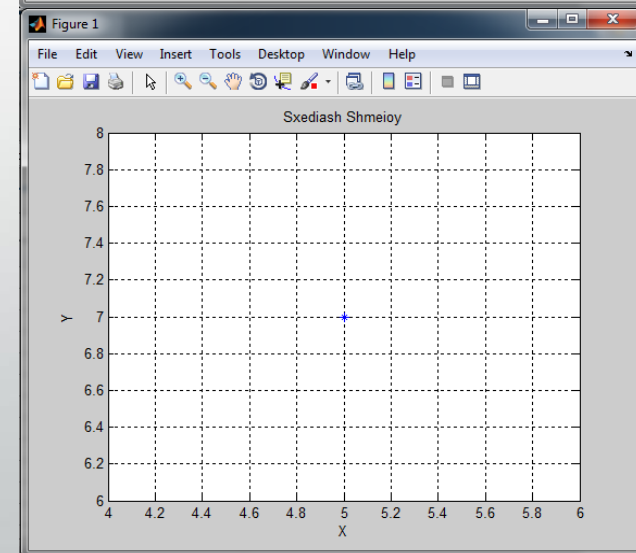 Figure 1
File Edit View Insert Tools Desktop Window Help
Sxediash Shmeioy
8
7.8
7.6
7.4
7.2
7
6.8
6.6
6.4
6.2
6
Y
4 4.2 4.4 4.6 4.8 5 5.2 5.4 5.6 5.8 6
X